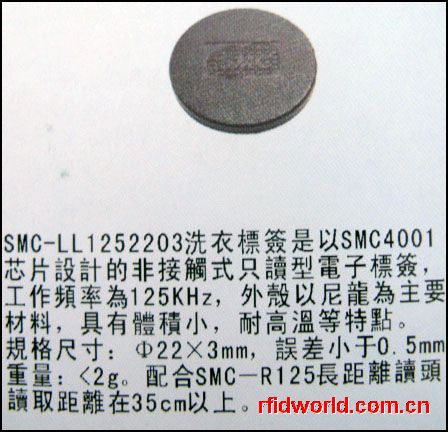 SMC-LL1252203洗衣標簽是以SMC4001
芯片設計的非接觸式只讀型電子標簽，
工作頻率為125KHz，外殼以尼龍為主要
材料，具有體積小，耐高溫等特點。
規格尺寸：Φ22×3mm，誤差小于0.5mm
重量：<2g。配合SMC-R125長距離讀頭
讀取距離在35cm以上。
rfidworld.com.cn